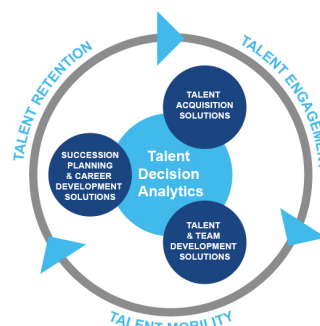 TALENT RETENTION
TALENT ENGAGEMENT
TALENT
ACQUISITION
SOLUTIONS
SUCCESSION
PLANNING
& CAREER
DEVELOPMENT
SOLUTIONS
Talent
Decision
Analytics
TALENT
& TEAM
DEVELOPMENT
SOLUTIONS
TALENT MOBILITY